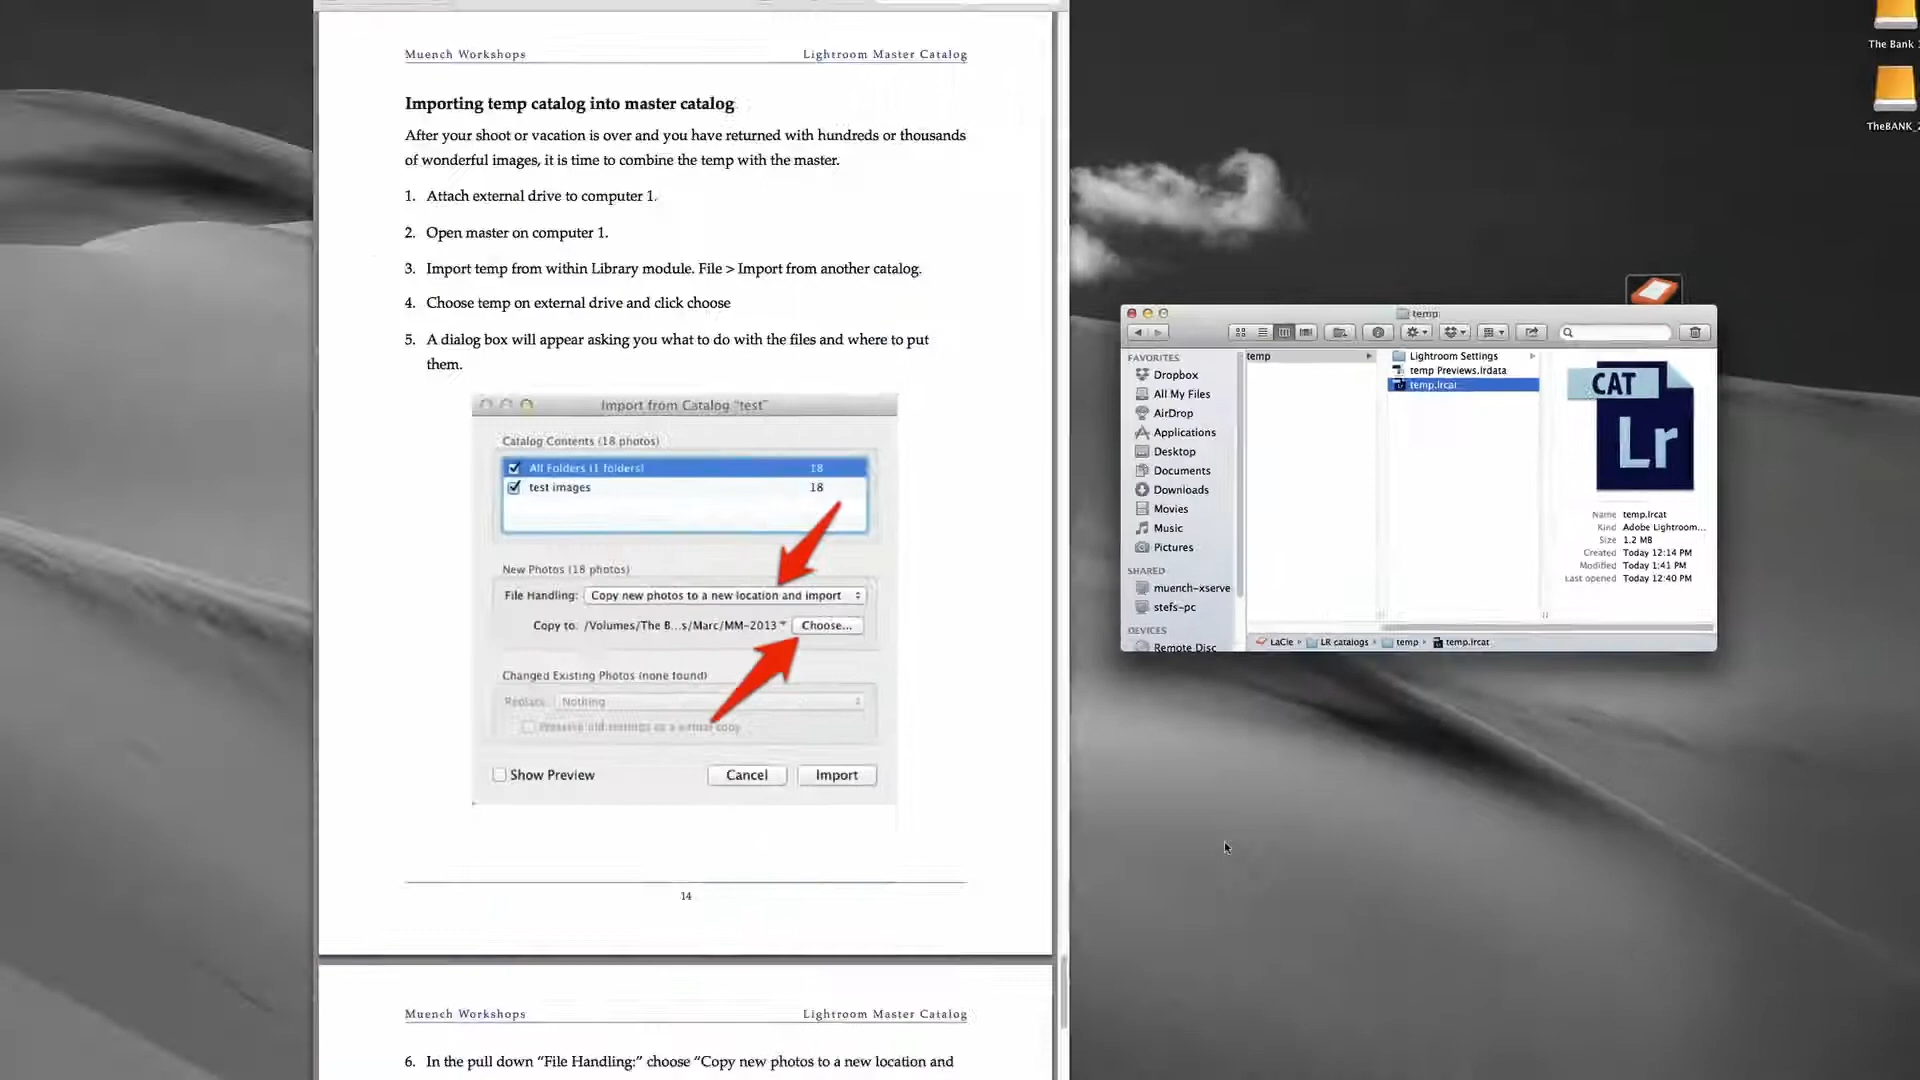 Muench Workshops
Lightroom Master Catalog
Importing temp catalog into master catalog
After your shoot or vacation is over and you have returned with hundreds or thousands
of wonderful images, it is time to combine the temp with the master.
1. Attach external drive to computer 1.
2. Open master on computer 1.
3. Import temp from within Library module. File > Import from another catalog.
4. Choose temp on external drive and click choose
5. A dialog box will appear asking you what to do with the files and where to put
them.
Import from Catalog "test"
Catalog Contents (18 photos)
All Folders (1 folders) 18
test images 18
New Photos (18 photos)
File Handling: Copy new photos to a new location and import
Copy to: /Volumes/The B...s/Marc/MM-2013 Choose...
Changed Existing Photos (none found)
Replace: Nothing
Preserve old settings as a virtual copy
Show Preview Cancel Import
14
Muench Workshops
Lightroom Master Catalog
6. In the pull down “File Handling:” choose “Copy new photos to a new location and
The Bank
TheBANK_2
temp
FAVORITES
Dropbox
All My Files
AirDrop
Applications
Desktop
Documents
Downloads
Movies
Music
Pictures
SHARED
muench-xserve
stefs-pc
DEVICES
Remote Disc
temp
Lightroom Settings
temp Previews.lrdata
temp.lrcat
CAT
Lr
Name temp.lrcat
Kind Adobe Lightroom...
Size 1.2 MB
Created Today 12:14 PM
Modified Today 1:41 PM
Last opened Today 12:40 PM
LaCie LR catalogs temp temp.lrcat